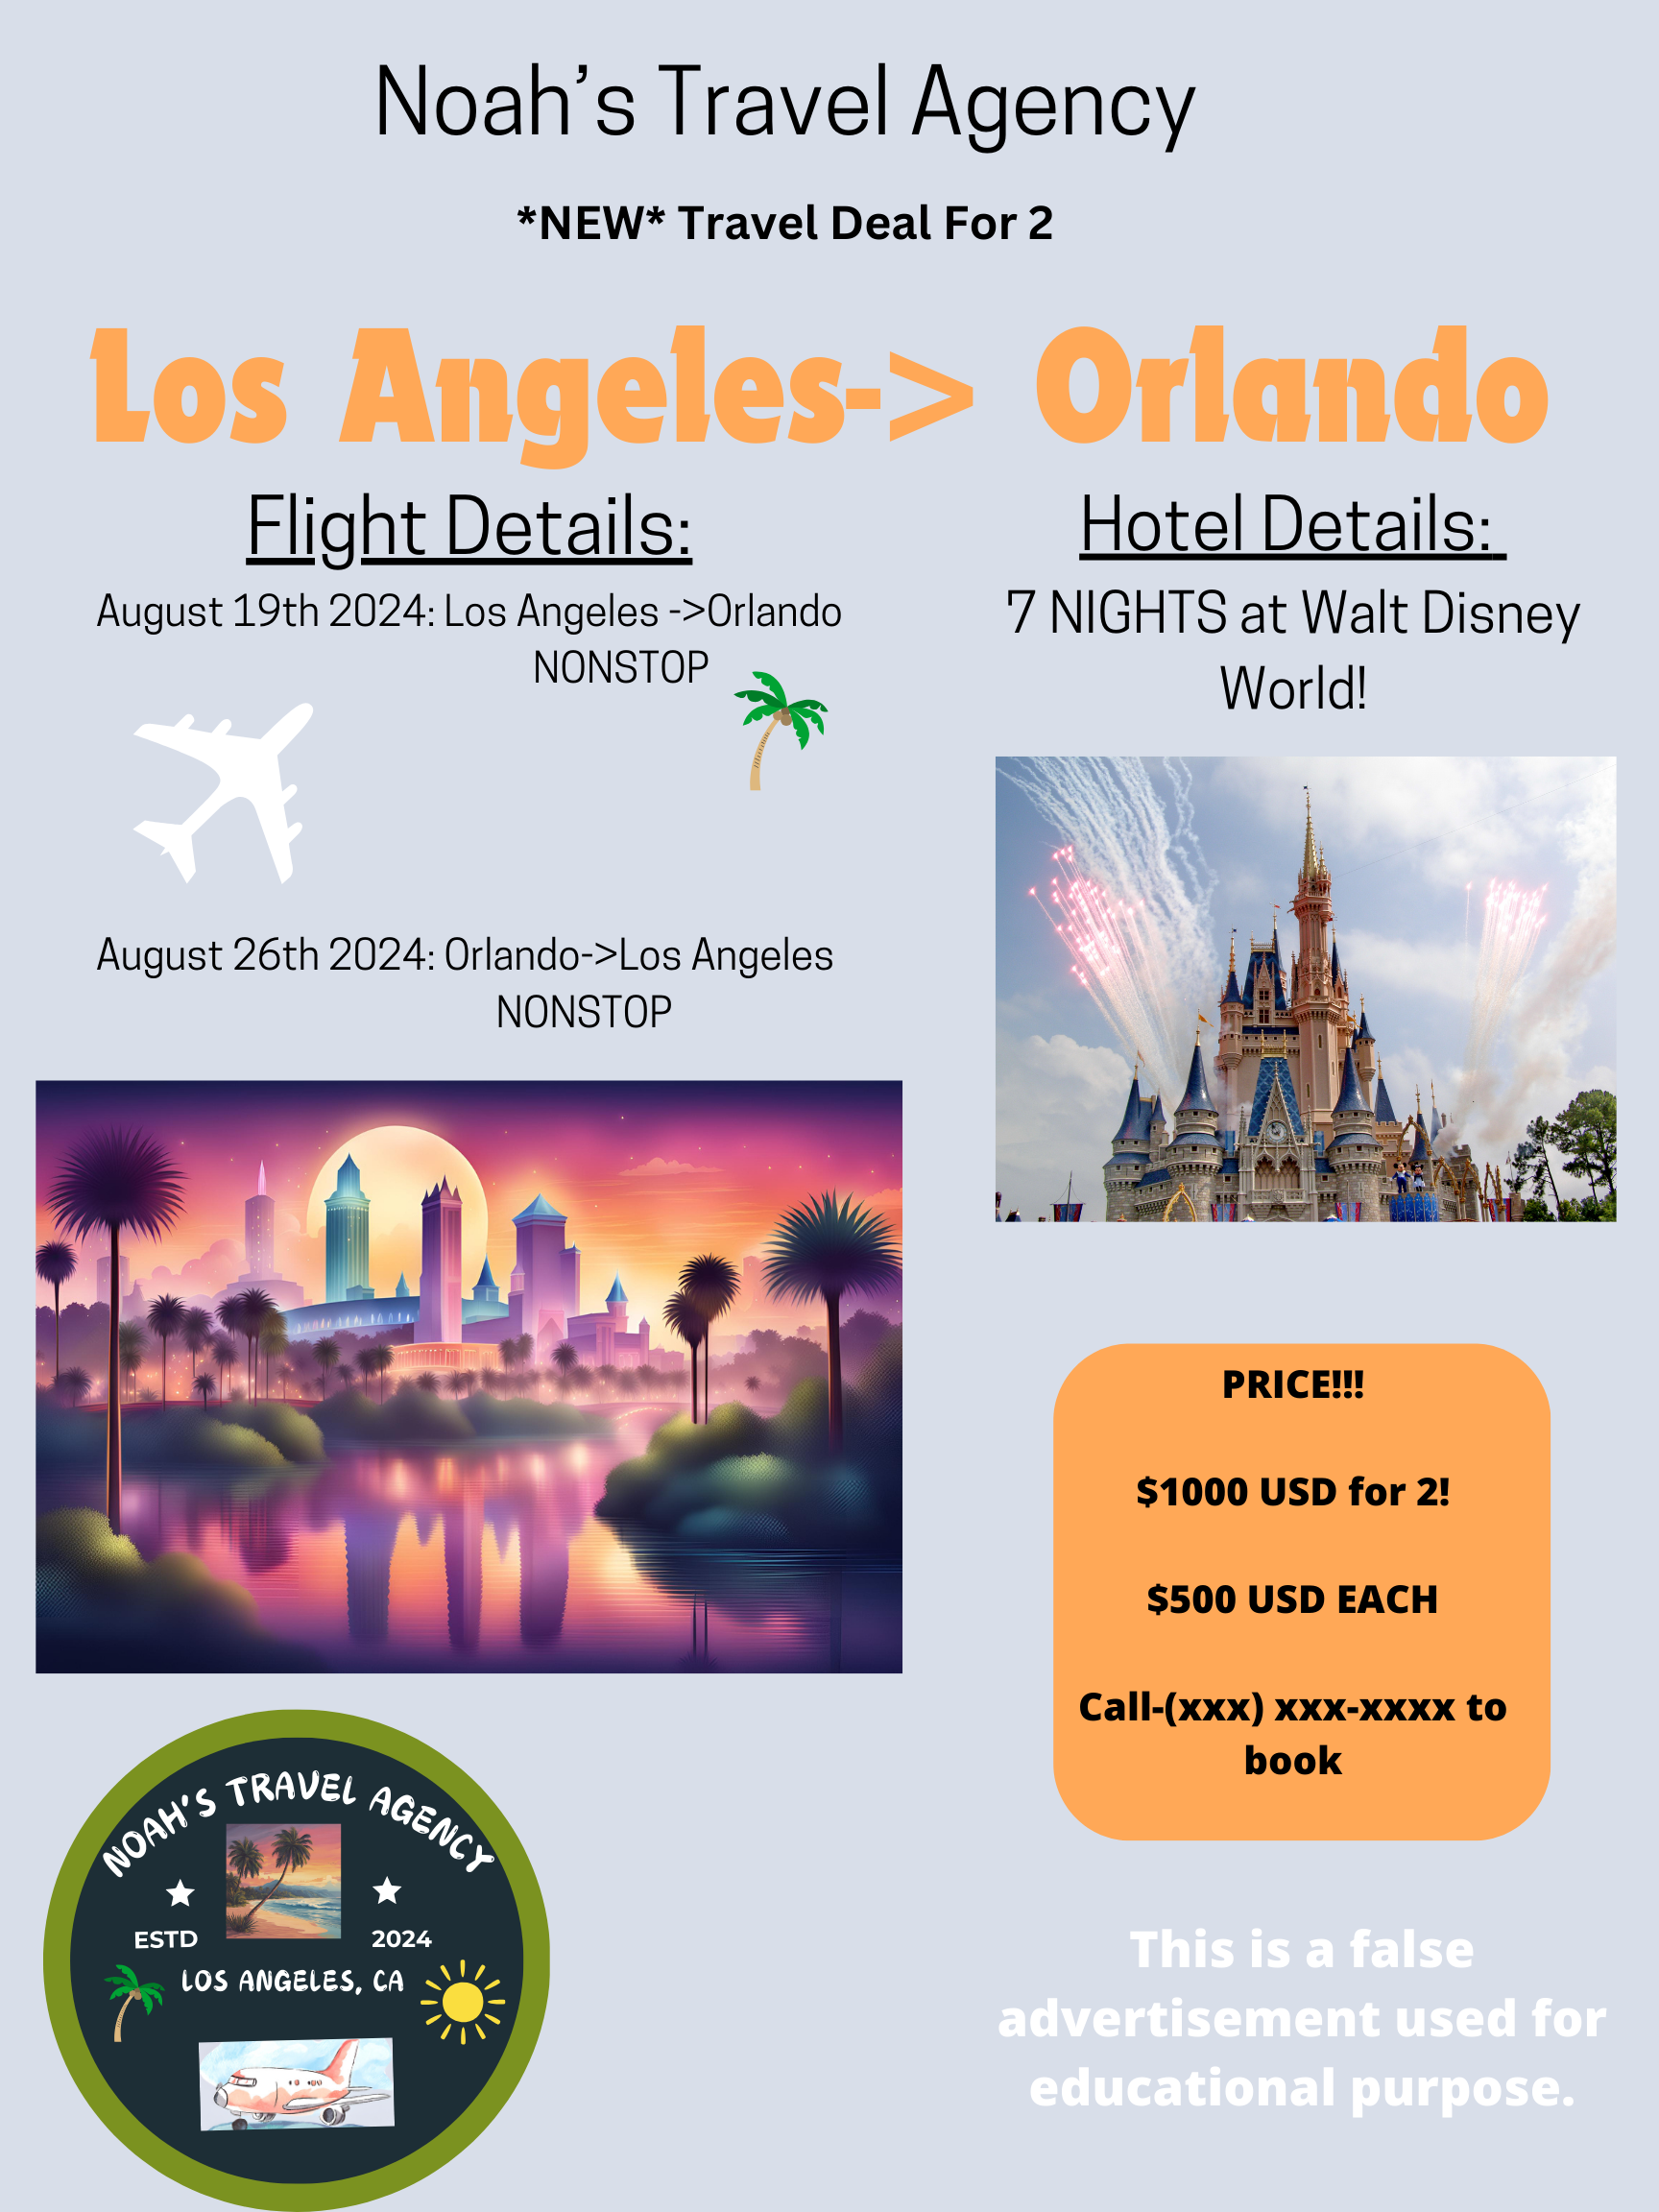 Noah’s Travel Agency
*NEW* Travel Deal For 2
Los Angeles-> Orlando
Flight Details:
August 19th 2024: Los Angeles ->Orlando
NONSTOP
August 26th 2024: Orlando->Los Angeles
NONSTOP
Hotel Details:
7 NIGHTS at Walt Disney
World!
PRICE!!!
$1000 USD for 2!
$500 USD EACH
Call-(xxx) xxx-xxxx to
book
NOAH'S TRAVEL AGENCY
ESTD 2024
LOS ANGELES, CA
This is a false
advertisement used for
educational purpose.